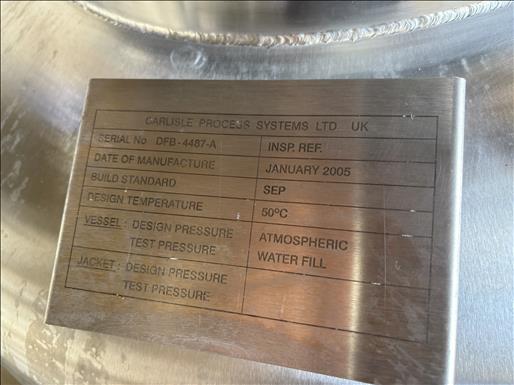 CARLISLE PROCESS SYSTEMS LTD UK
SERIAL No DFB-4487-A INSP. REF.
DATE OF MANUFACTURE JANUARY 2005
BUILD STANDARD SEP
DESIGN TEMPERATURE 50°C
VESSEL: DESIGN PRESSURE ATMOSPHERIC
TEST PRESSURE WATER FILL
JACKET: DESIGN PRESSURE
TEST PRESSURE